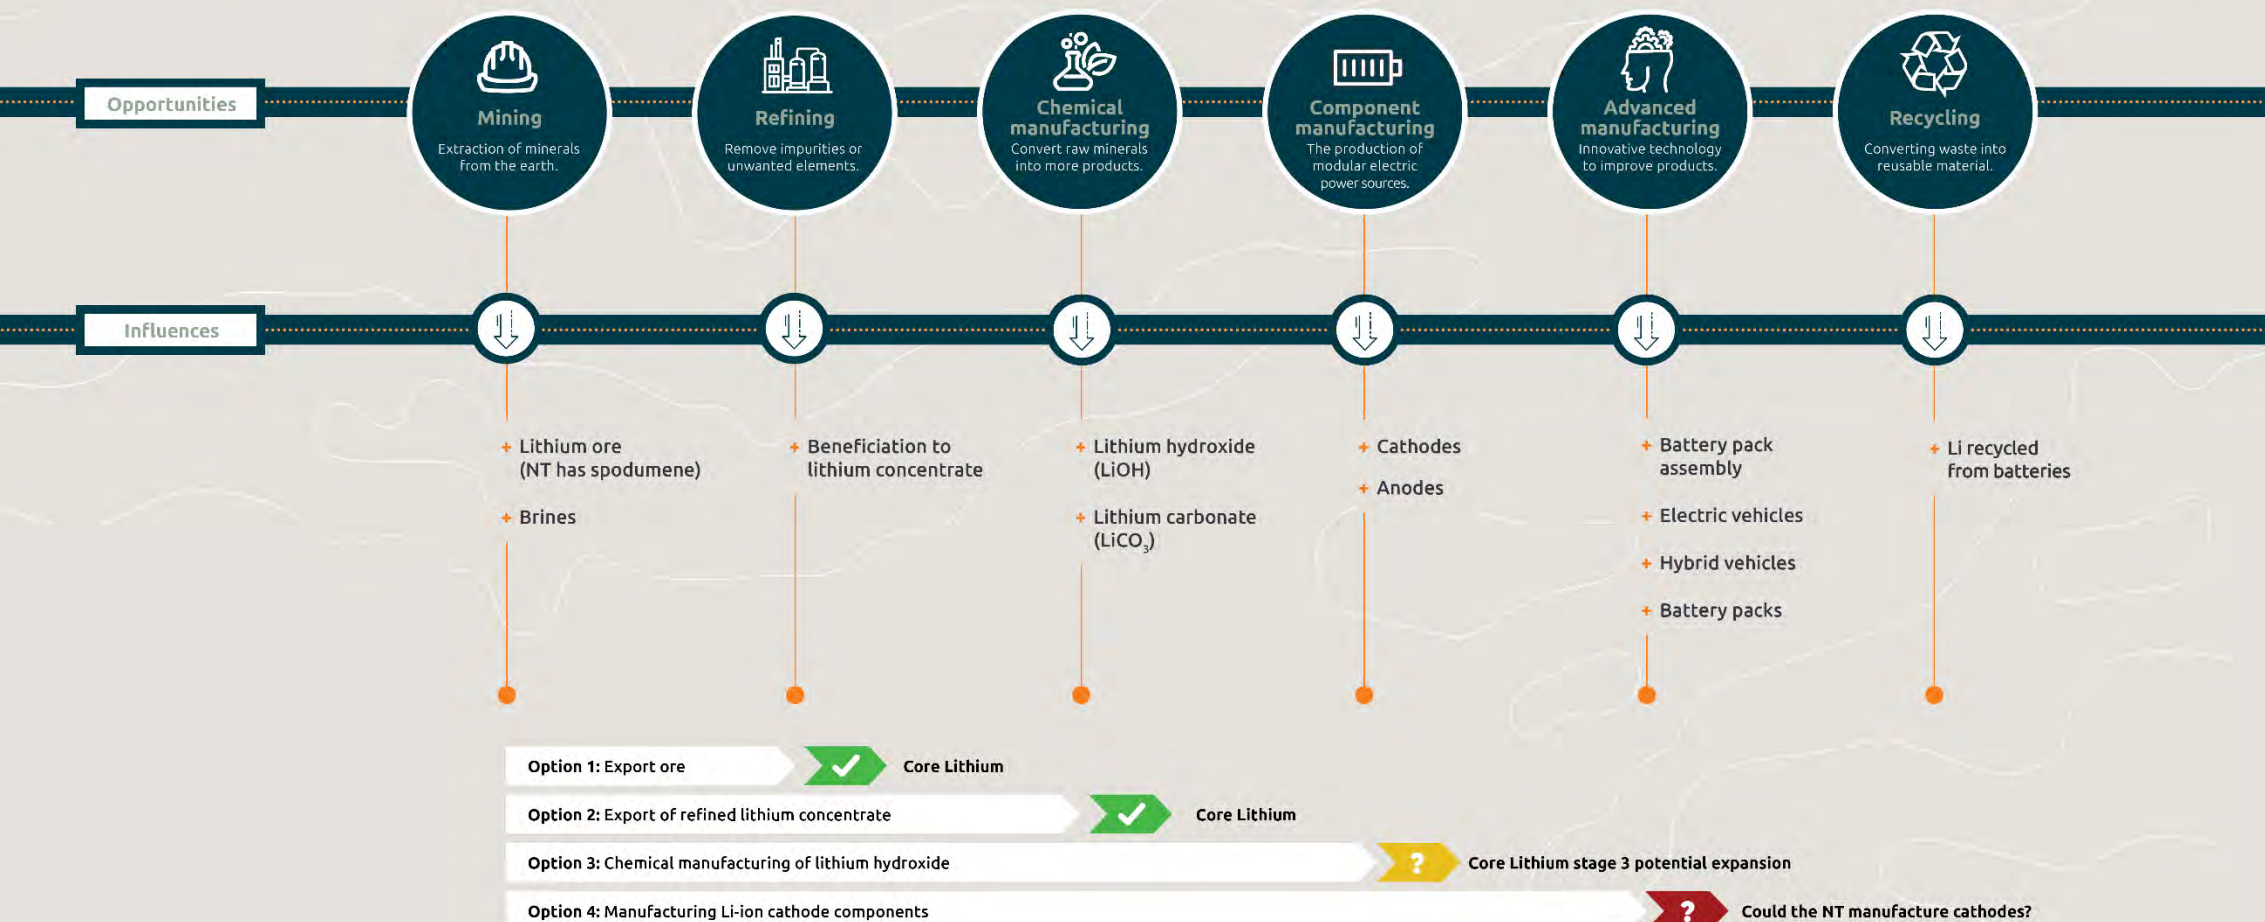 Opportunities
Mining
Extraction of minerals
from the earth.
Refining
Remove impurities or
unwanted elements.
Chemical
manufacturing
Convert raw minerals
into more products.
Component
manufacturing
The production of
modular electric
power sources.
Advanced
manufacturing
Innovative technology
to improve products.
Recycling
Converting waste into
reusable material.
Influences
+ Lithium ore
(NT has spodumene)
+ Brines
+ Beneficiation to
lithium concentrate
+ Lithium hydroxide
(LiOH)
+ Lithium carbonate
(LiCO₃)
+ Cathodes
+ Anodes
+ Battery pack
assembly
+ Electric vehicles
+ Hybrid vehicles
+ Battery packs
+ Li recycled
from batteries
Option 1: Export ore
Core Lithium
Option 2: Export of refined lithium concentrate
Core Lithium
Option 3: Chemical manufacturing of lithium hydroxide
?
Core Lithium stage 3 potential expansion
Option 4: Manufacturing Li-ion cathode components
?
Could the NT manufacture cathodes?